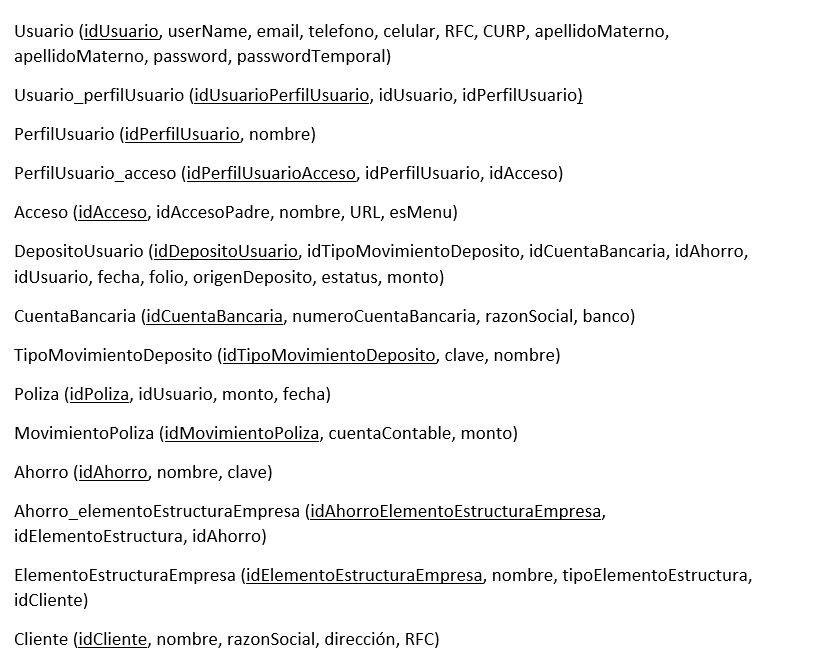 Usuario (idUsuario, userName, email, telefono, celular, RFC, CURP, apellidoMaterno,
apellidoMaterno, password, passwordTemporal)
Usuario_perfilUsuario (idUsuarioPerfilUsuario, idUsuario, idPerfilUsuario)
PerfilUsuario (idPerfilUsuario, nombre)
PerfilUsuario_acceso (idPerfilUsuarioAcceso, idPerfilUsuario, idAcceso)
Acceso (idAcceso, idAccesoPadre, nombre, URL, esMenu)
DepositoUsuario (idDepositoUsuario, idTipoMovimientoDeposito, idCuentaBancaria, idAhorro,
idUsuario, fecha, folio, origenDeposito, estatus, monto)
CuentaBancaria (idCuentaBancaria, numeroCuentaBancaria, razonSocial, banco)
TipoMovimientoDeposito (idTipoMovimientoDeposito, clave, nombre)
Poliza (idPoliza, idUsuario, monto, fecha)
MovimientoPoliza (idMovimientoPoliza, cuentaContable, monto)
Ahorro (idAhorro, nombre, clave)
Ahorro_elementoEstructuraEmpresa (idAhorroElementoEstructuraEmpresa,
idElementoEstructura, idAhorro)
ElementoEstructuraEmpresa (idElementoEstructuraEmpresa, nombre, tipoElementoEstructura,
idCliente)
Cliente (idCliente, nombre, razonSocial, dirección, RFC)